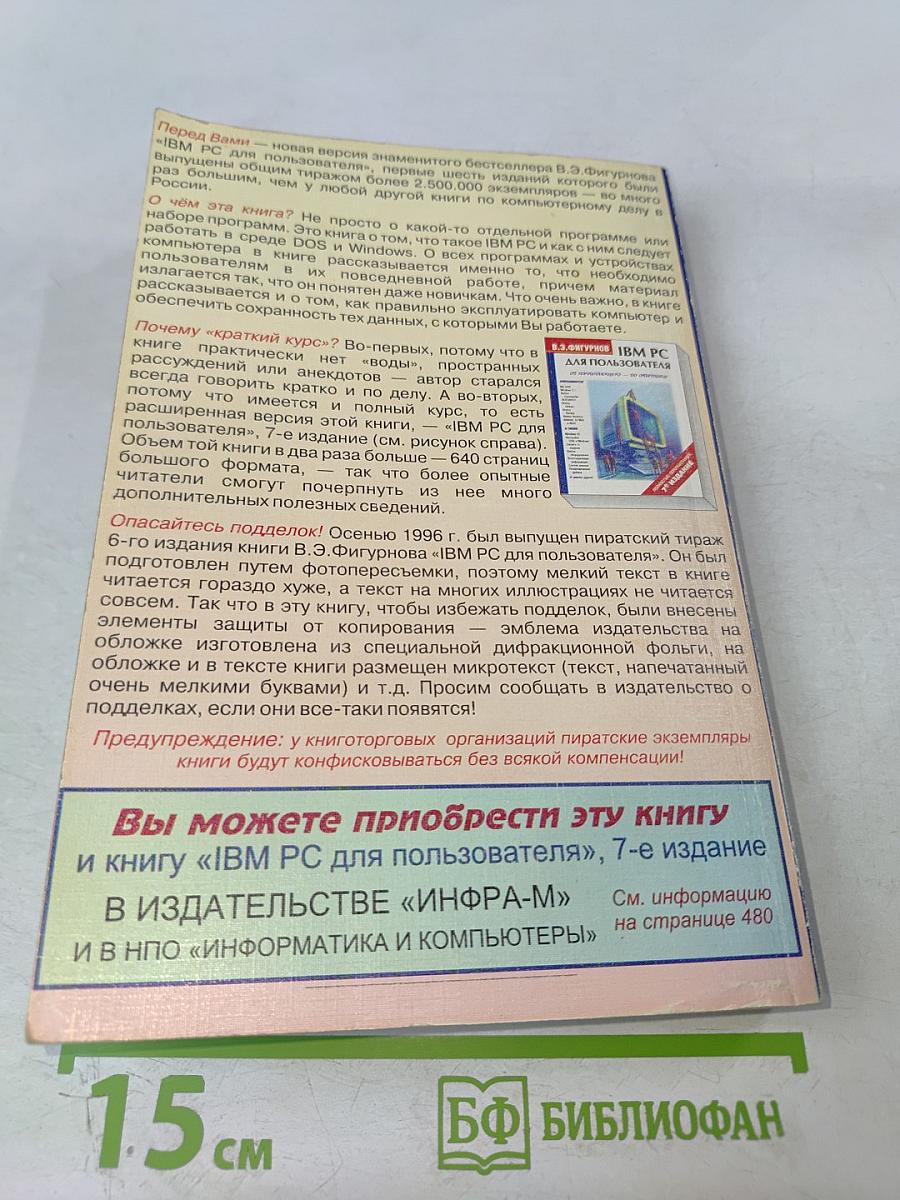 Перед Вами — новая версия знаменитого бестселлера В.Э.Фигурнова
«IBM PC для пользователя», первые шесть изданий которого были
выпущены общим тиражом более 2.500.000 экземпляров — во много
раз большим, чем у любой другой книги по компьютерному делу в
России.
О чём эта книга? Не просто о какой-то отдельной программе или
наборе программ. Это книга о том, что такое IBM PC и как с ним следует
работать в среде DOS и Windows. О всех программах и устройствах
компьютера в книге рассказывается именно то, что необходимо
пользователям в их повседневной работе, причем материал
излагается так, что он понятен даже новичкам. Что очень важно, в книге
рассказывается и о том, как правильно эксплуатировать компьютер и
обеспечить сохранность тех данных, с которыми Вы работаете.
Почему «краткий курс»? Во-первых, потому что в
книге практически нет «воды», пространных
рассуждений или анекдотов — автор старался
всегда говорить кратко и по делу. А во-вторых,
потому что имеется и полный курс, то есть
расширенная версия этой книги, — «IBM PC для
пользователя», 7-е издание (см. рисунок справа).
Объем той книги в два раза больше — 640 страниц
большого формата, — так что более опытные
читатели смогут почерпнуть из нее много
дополнительных полезных сведений.
В.Э.ФИГУРНОВ IBM PC
ДЛЯ ПОЛЬЗОВАТЕЛЯ
7-е ИЗДАНИЕ
Опасайтесь подделок! Осенью 1996 г. был выпущен пиратский тираж
6-го издания книги В.Э.Фигурнова «IBM PC для пользователя». Он был
подготовлен путем фотопересъемки, поэтому мелкий текст в книге
читается гораздо хуже, а текст на многих иллюстрациях не читается
совсем. Так что в эту книгу, чтобы избежать подделок, были внесены
элементы защиты от копирования — эмблема издательства на
обложке изготовлена из специальной дифракционной фольги, на
обложке и в тексте книги размещен микротекст (текст, напечатанный
очень мелкими буквами) и т.д. Просим сообщать в издательство о
подделках, если они все-таки появятся!
Предупреждение: у книготорговых организаций пиратские экземпляры
книги будут конфисковываться без всякой компенсации!
Вы можете приобрести эту книгу
и книгу «IBM PC для пользователя», 7-е издание
В ИЗДАТЕЛЬСТВЕ «ИНФРА-М»
И В НПО «ИНФОРМАТИКА И КОМПЬЮТЕРЫ»
См. информацию
на странице 480
15 см
БФ БИБЛИОФАН